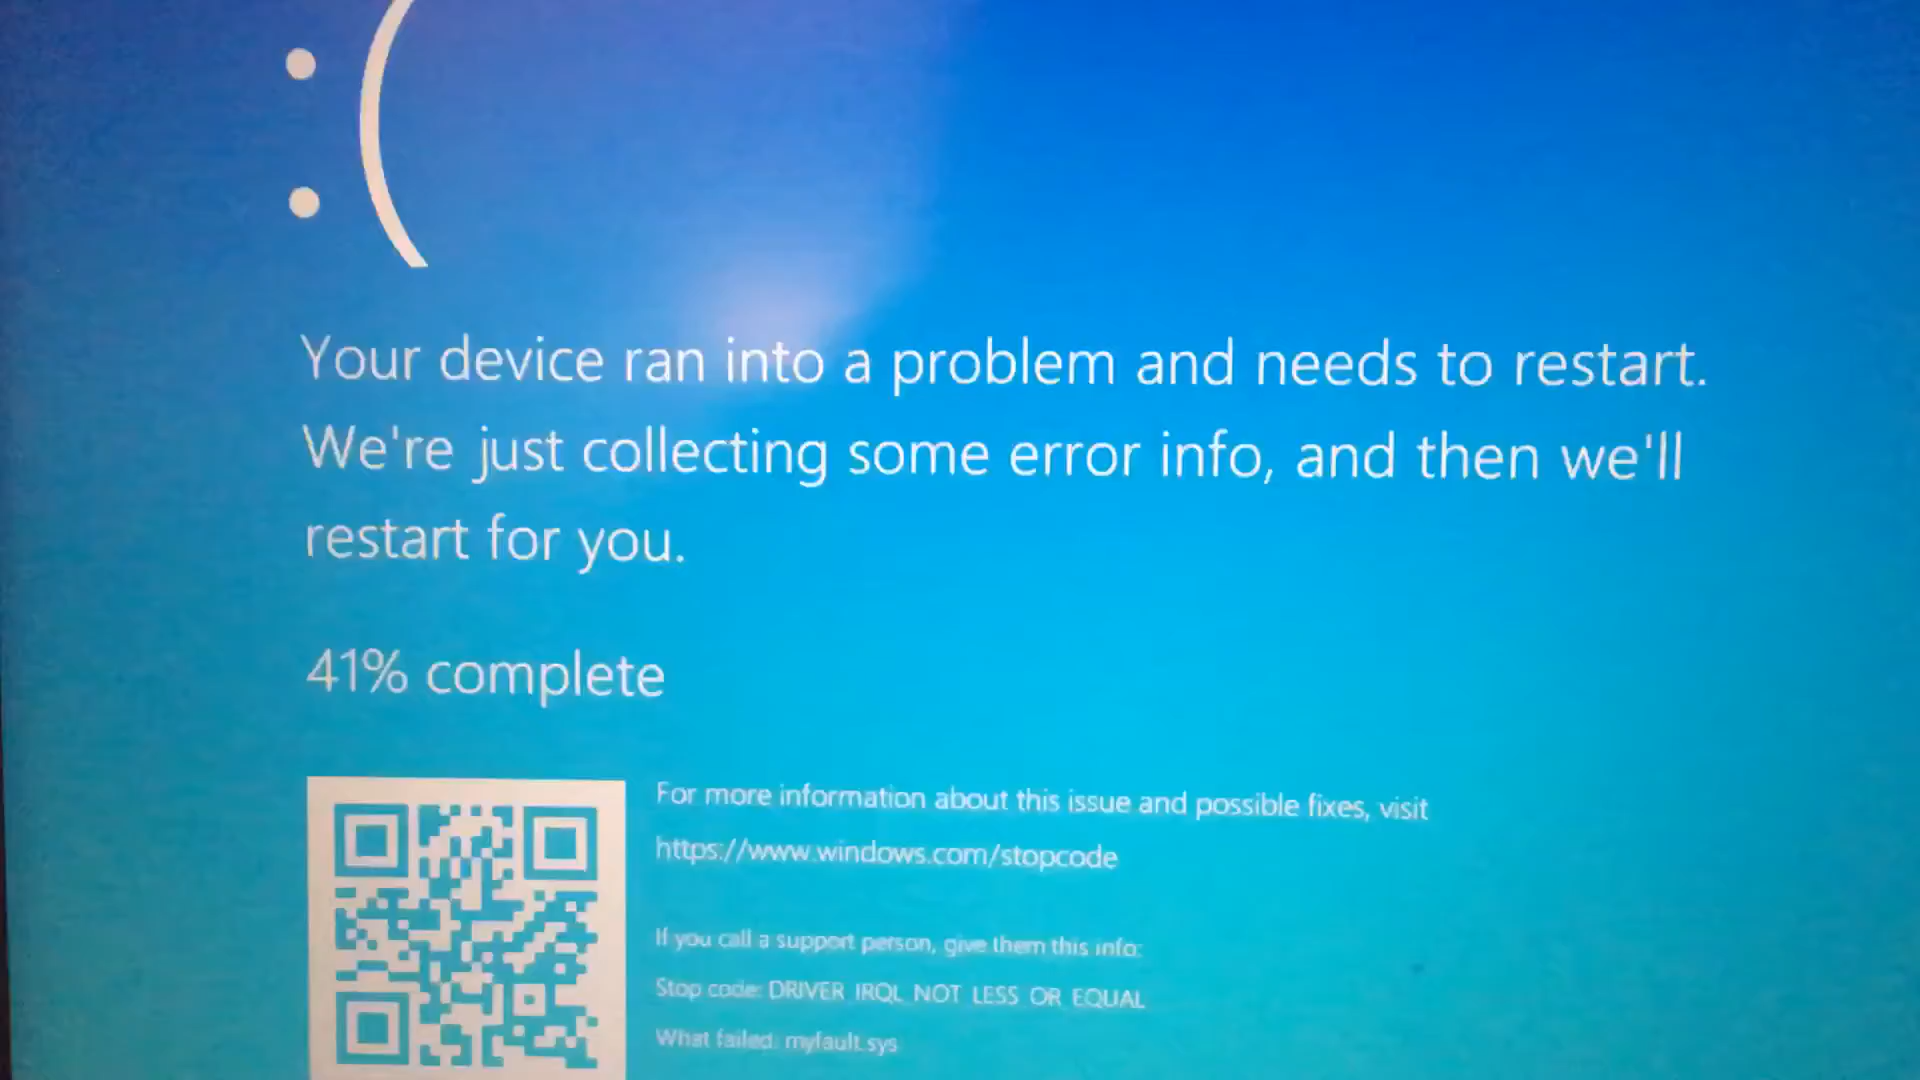 :(
Your device ran into a problem and needs to restart.
We're just collecting some error info, and then we'll
restart for you.
41% complete
For more information about this issue and possible fixes, visit
https://www.windows.com/stopcode
If you call a support person, give them this info:
Stop code: DRIVER IRQL NOT LESS OR EQUAL
What failed: myfault.sys